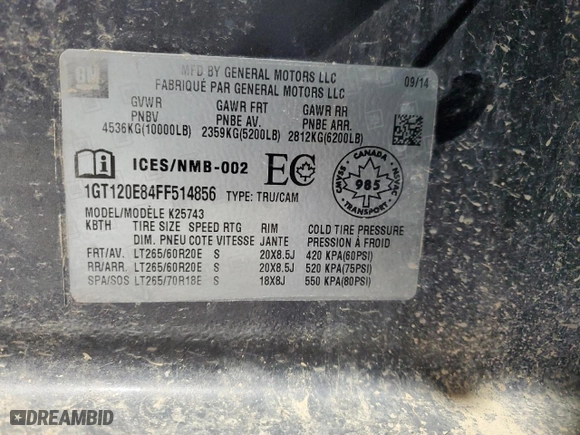 GM
MFD BY GENERAL MOTORS LLC
FABRIQUÉ PAR GENERAL MOTORS LLC
09/14
GVWR GAWR FRT GAWR RR
PNBV PNBE AV. PNBE ARR.
4536KG(10000LB) 2359KG(5200LB) 2812KG(6200LB)
i ICES/NMB-002 EC CANVES NSVAC 985 CANADA TRANSPORT
1GT120E84FF514856 TYPE: TRU/CAM
MODEL/MODÈLE K25743
KBTH TIRE SIZE SPEED RTG RIM COLD TIRE PRESSURE
DIM. PNEU COTE VITESSE JANTE PRESSION À FROID
FRT/AV. LT265/60R20E S 20X8.5J 420 KPA(60PSI)
RR/ARR. LT265/60R20E S 20X8.5J 520 KPA(75PSI)
SPA/SOS LT265/70R18E S 18X8J 550 KPA(80PSI)
DREAMBID